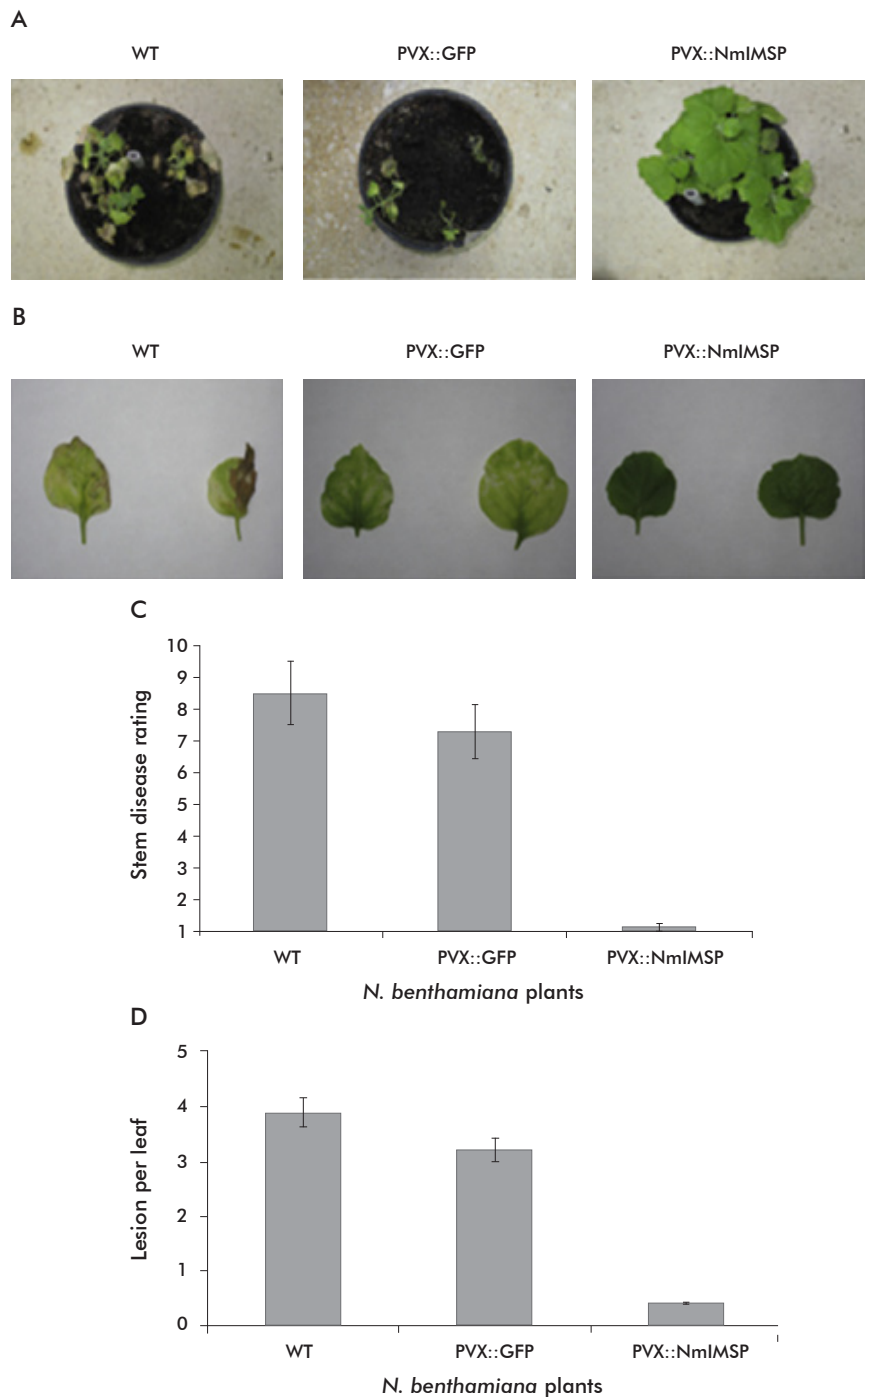 A
WT PVX::GFP PVX::NmIMSP
B
WT PVX::GFP PVX::NmIMSP
C
Stem disease rating
10
9
8
7
6
5
4
3
2
1
WT PVX::GFP PVX::NmIMSP
N. benthamiana plants
D
Lesion per leaf
5
4
3
2
1
0
WT PVX::GFP PVX::NmIMSP
N. benthamiana plants